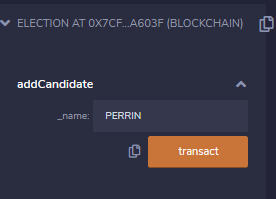 ELECTION AT 0X7CF...A603F (BLOCKCHAIN)
addCandidate
_name: PERRIN
transact